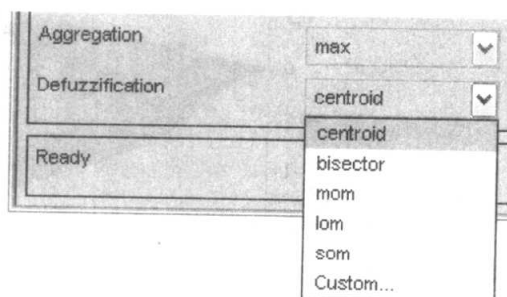 Aggregation
max
Defuzzification
centroid
centroid
Ready
bisector
mom
lom
som
Custom...